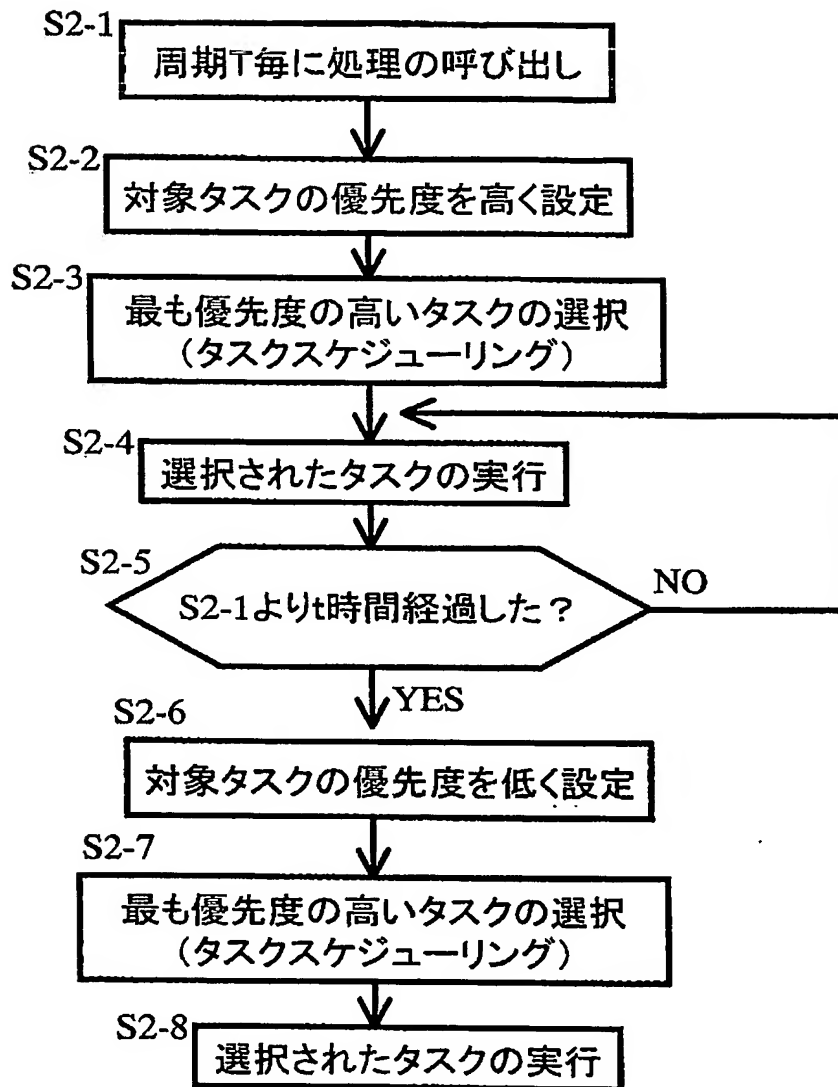 S2-1
周期T毎に処理の呼び出し
S2-2
対象タスクの優先度を高く設定
S2-3
最も優先度の高いタスクの選択
(タスクスケジューリング)
S2-4
選択されたタスクの実行
S2-5
S2-1よりt時間経過した?
NO
YES
S2-6
対象タスクの優先度を低く設定
S2-7
最も優先度の高いタスクの選択
(タスクスケジューリング)
S2-8
選択されたタスクの実行